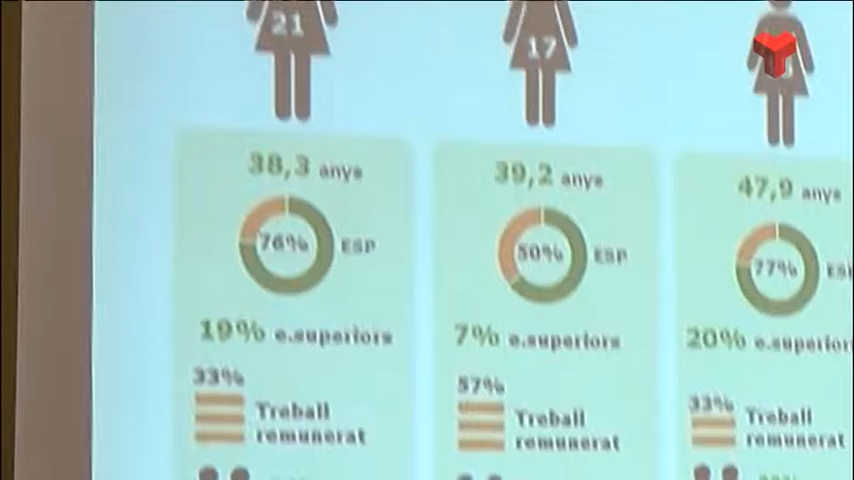 21
17
38,3 anys
39,2 anys
47,9 anys
76% ESP
50% ESP
77%
19% e.superiors
7% e.superiors
20% e.superiors
33%
57%
33%
Treball
remunerat
Treball
remunerat
Treball
remunerat